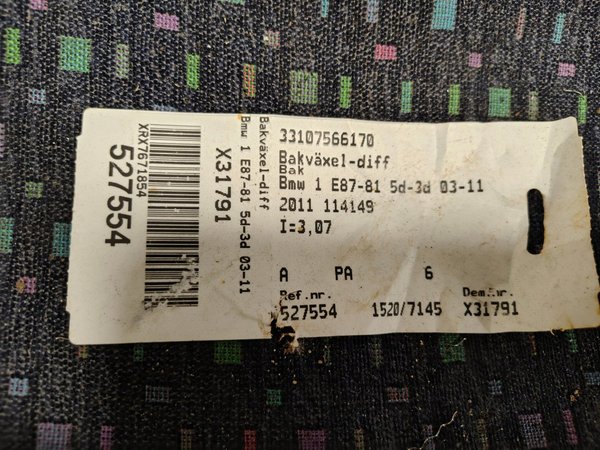 XRX7671854
527554
X31791
Bmw 1 E87-81 5d-3d 03-11
Bakväxel-diff
33107566170
Bakväxel-diff
Bak
Bmw 1 E87-81 5d-3d 03-11
2011 114149
I=3,07
A PA 6
Ref.nr. Dem.nr.
527554 1520/7145 X31791